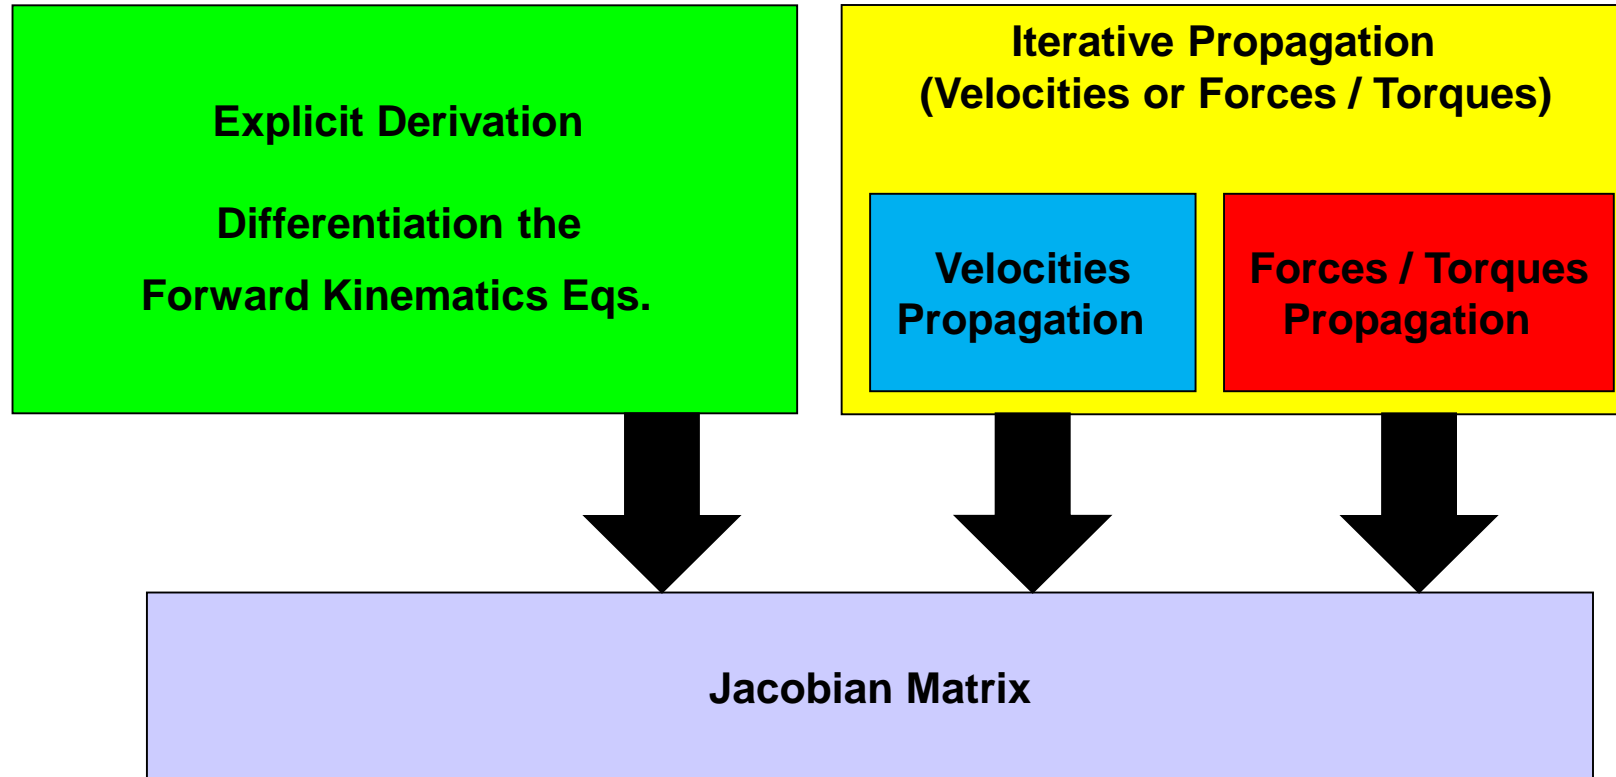 Explicit Derivation
Differentiation the
Forward Kinematics Eqs.
Iterative Propagation
(Velocities or Forces / Torques)
Velocities
Propagation
Forces / Torques
Propagation
Jacobian Matrix